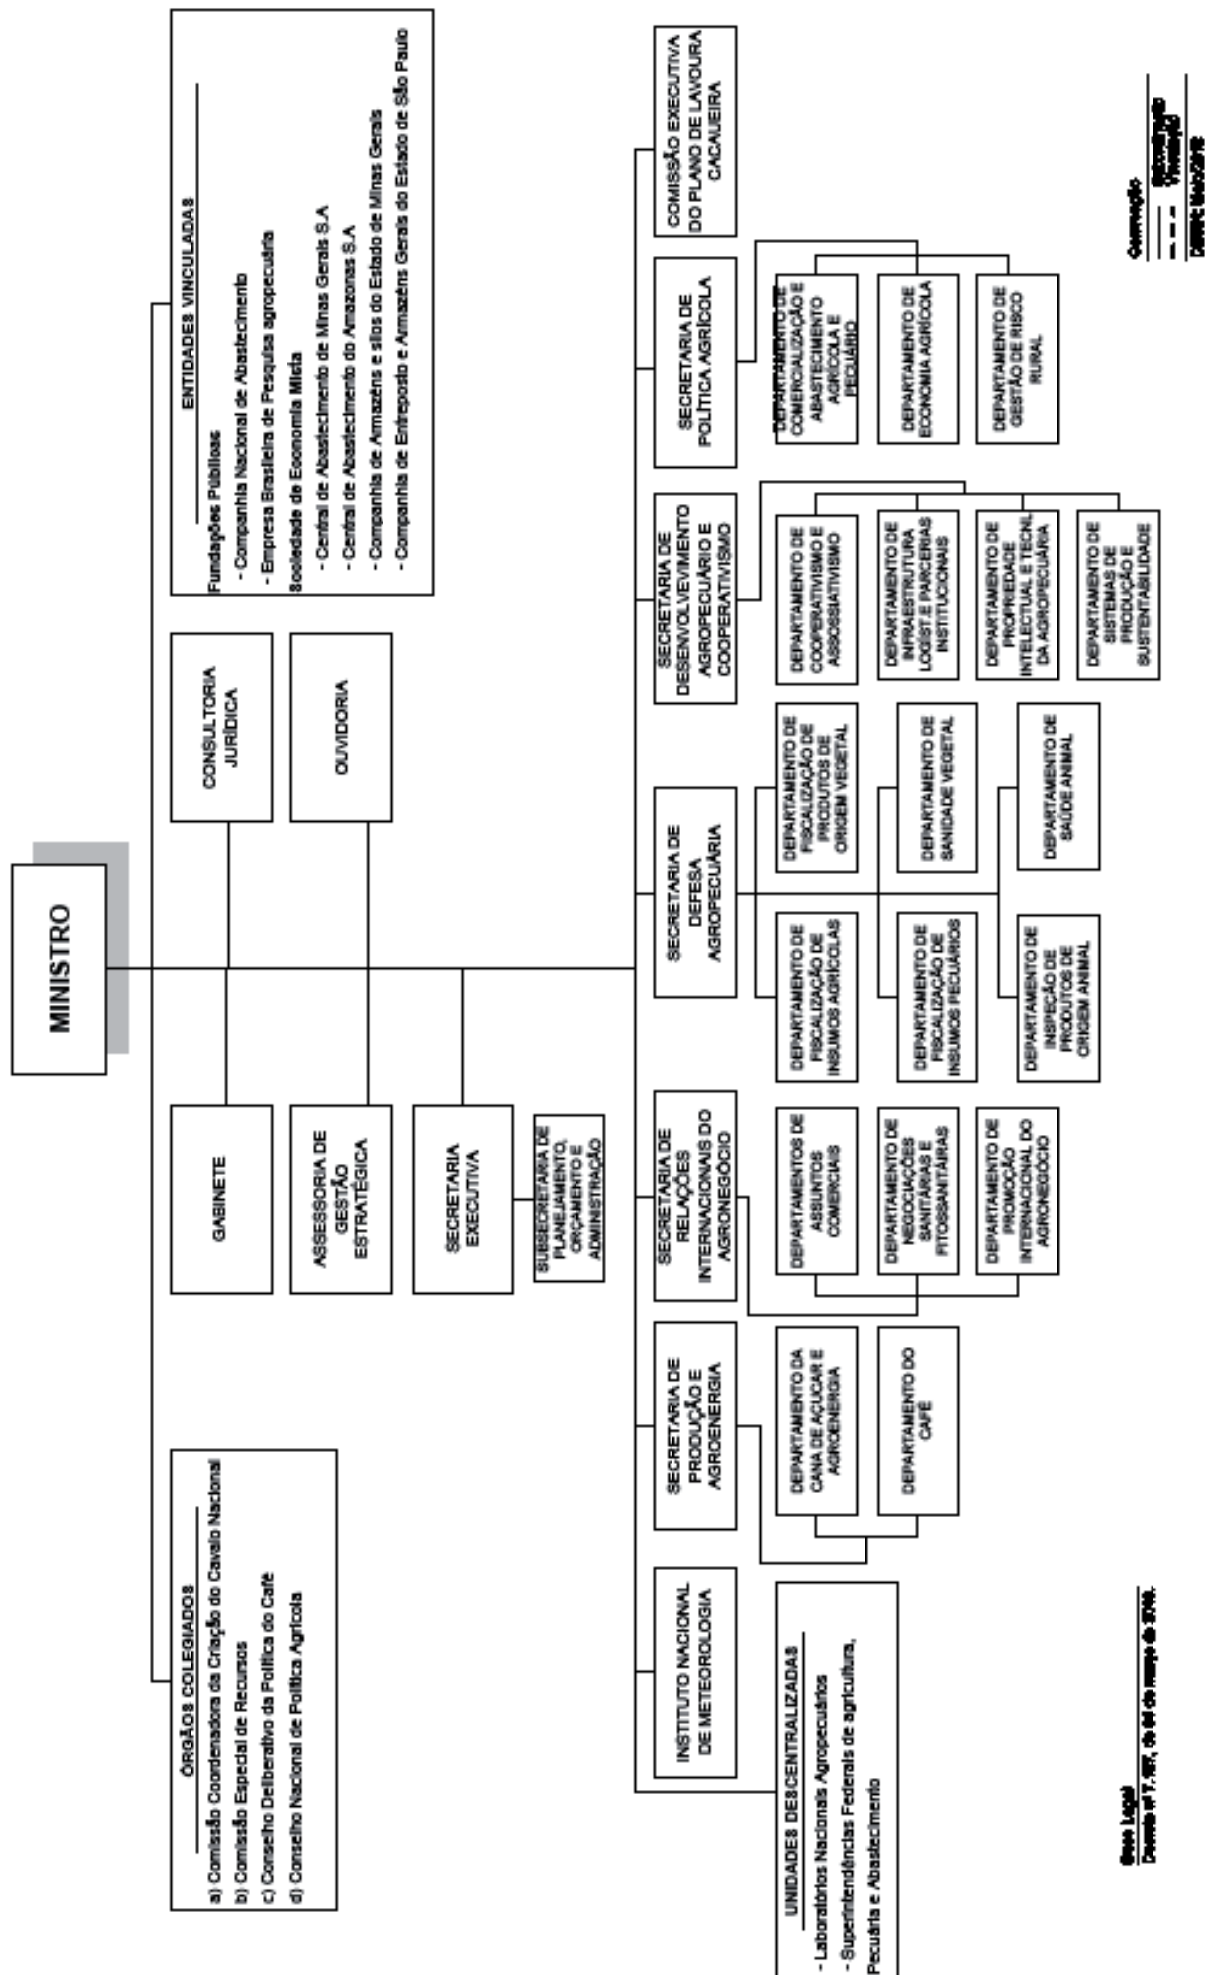 MINISTRO
ÓRGÃOS COLEGIADOS
a) Comissão Coordenadora da Criação do Cavalo Nacional
b) Comissão Especial de Recursos
c) Conselho Deliberativo da Política do Café
d) Conselho Nacional de Política Agrícola
GABINETE
ASSESSORIA DE
GESTÃO
ESTRATÉGICA
SECRETARIA
EXECUTIVA
SUBSECRETARIA DE
PLANEJAMENTO,
ORÇAMENTO E
ADMINISTRAÇÃO
CONSULTORIA
JURÍDICA
OUVIDORIA
ENTIDADES VINCULADAS
Fundações Públicas
- Companhia Nacional de Abastecimento
- Empresa Brasileira de Pesquisa agropecuária
Sociedade de Economia Mista
- Central de Abastecimento de Minas Gerais S.A
- Central de Abastecimento do Amazonas S.A
- Companhia de Armazéns e silos do Estado de Minas Gerais
- Companhia de Entreposto e Armazéns Gerais do Estado de São Paulo
INSTITUTO NACIONAL
DE METEOROLOGIA
UNIDADES DESCENTRALIZADAS
- Laboratórios Nacionais Agropecuários
- Superintendências Federais de agricultura,
Pecuária e Abastecimento
SECRETARIA DE
PRODUÇÃO E
AGROENERGIA
DEPARTAMENTO DA
CANA DE AÇUCAR E
AGROENERGIA
DEPARTAMENTO DO
CAFÉ
SECRETARIA DE
RELAÇÕES
INTERNACIONAIS DO
AGRONEGÓCIO
DEPARTAMENTOS DE
ASSUNTOS
COMERCIAIS
DEPARTAMENTO DE
NEGOCIAÇÕES
SANITÁRIAS E
FITOSSANITÁIRAS
DEPARTAMENTO DE
PROMOÇÃO
INTERNACIONAL DO
AGRONEGÓCIO
SECRETARIA DE
DEFESA
AGROPECUÁRIA
DEPARTAMENTO DE
FISCALIZAÇÃO DE
INSUMOS AGRÍCOLAS
DEPARTAMENTO DE
FISCALIZAÇÃO DE
PRODUTOS DE
ORIGEM VEGETAL
DEPARTAMENTO DE
FISCALIZAÇÃO DE
INSUMOS PECUÁRIOS
DEPARTAMENTO DE
SANIDADE VEGETAL
DEPARTAMENTO DE
INSPEÇÃO DE
PRODUTOS DE
ORIGEM ANIMAL
DEPARTAMENTO DE
SAÚDE ANIMAL
SECRETARIA DE
DESENVOLVEVIMENTO
AGROPECUÁRIO E
COOPERATIVISMO
DEPARTAMENTO DE
COOPERATIVISMO E
ASSOSSIATIVISMO
DEPARTAMENTO DE
INFRAESTRUTURA
LOGÍST.E PARCERIAS
INSTITUCIONAIS
DEPARTAMENTO DE
PROPRIEDADE
INTELECTUAL E TECNL
DA AGROPECUÁRIA
DEPARTAMENTO DE
SISTEMAS DE
PRODUÇÃO E
SUSTENTABILIDADE
SECRETARIA DE
POLÍTICA AGRÍCOLA
DEPARTAMENTO DE
COMERCIALIZAÇÃO E
ABASTECIMENTO
AGRÍCOLA E
PECUÁRIO
DEPARTAMENTO DE
ECONOMIA AGRÍCOLA
DEPARTAMENTO DE
GESTÃO DE RISCO
RURAL
COMISSÃO EXECUTIVA
DO PLANO DE LAVOURA
CACAUEIRA
Base Legal
Convenção
Subordinação
Vinculação